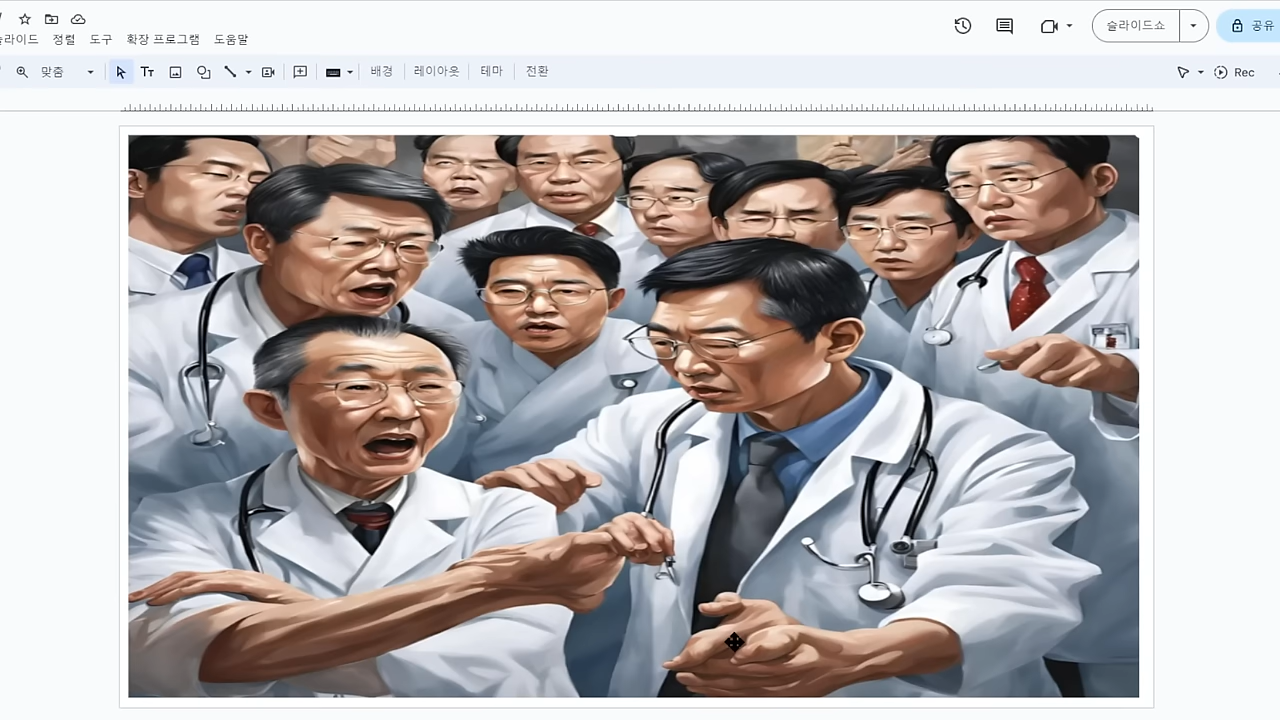 슬라이드 정렬 도구 확장 프로그램 도움말
슬라이드쇼
공유
맞춤
배경 레이아웃 테마 전환
Rec